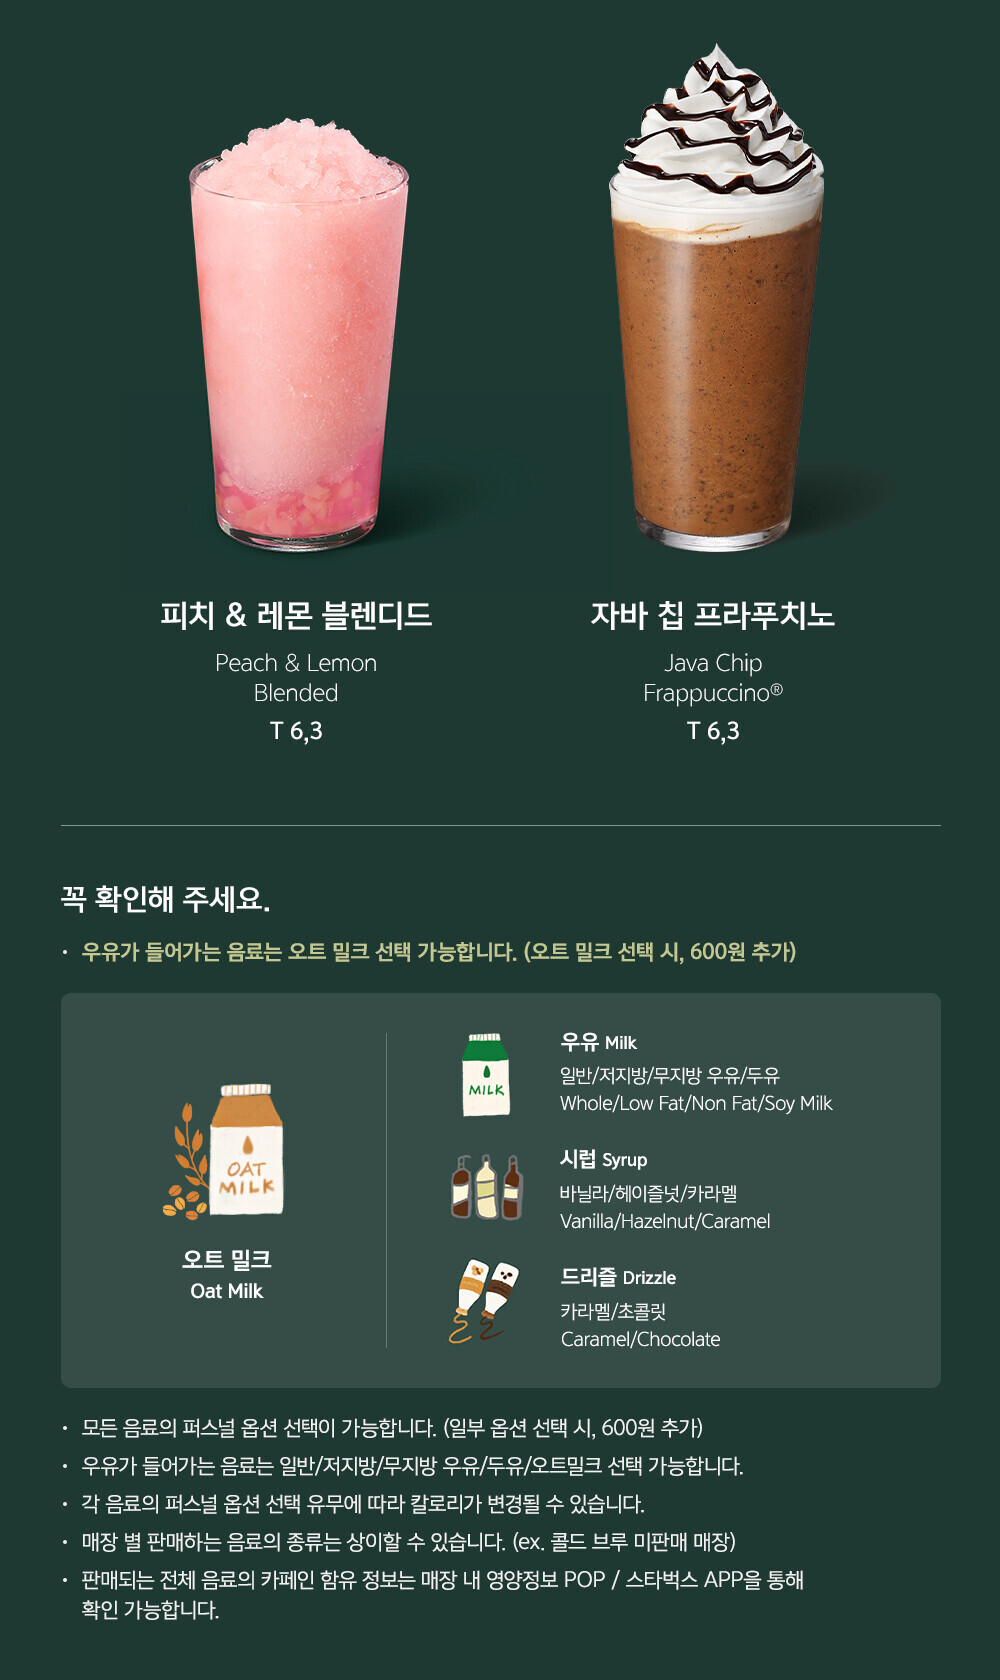 피치 & 레몬 블렌디드
Peach & Lemon
Blended
T 6,3
자바 칩 프라푸치노
Java Chip
Frappuccino®
T 6,3
꼭 확인해 주세요.
• 우유가 들어가는 음료는 오트 밀크 선택 가능합니다. (오트 밀크 선택 시, 600원 추가)
OAT
MILK
오트 밀크
Oat Milk
MILK
우유 Milk
일반/저지방/무지방 우유/두유
Whole/Low Fat/Non Fat/Soy Milk
시럽 Syrup
바닐라/헤이즐넛/카라멜
Vanilla/Hazelnut/Caramel
드리즐 Drizzle
카라멜/초콜릿
Caramel/Chocolate
• 모든 음료의 퍼스널 옵션 선택이 가능합니다. (일부 옵션 선택 시, 600원 추가)
• 우유가 들어가는 음료는 일반/저지방/무지방 우유/두유/오트밀크 선택 가능합니다.
• 각 음료의 퍼스널 옵션 선택 유무에 따라 칼로리가 변경될 수 있습니다.
• 매장 별 판매하는 음료의 종류는 상이할 수 있습니다. (ex. 콜드 브루 미판매 매장)
• 판매되는 전체 음료의 카페인 함유 정보는 매장 내 영양정보 POP / 스타벅스 APP을 통해
확인 가능합니다.